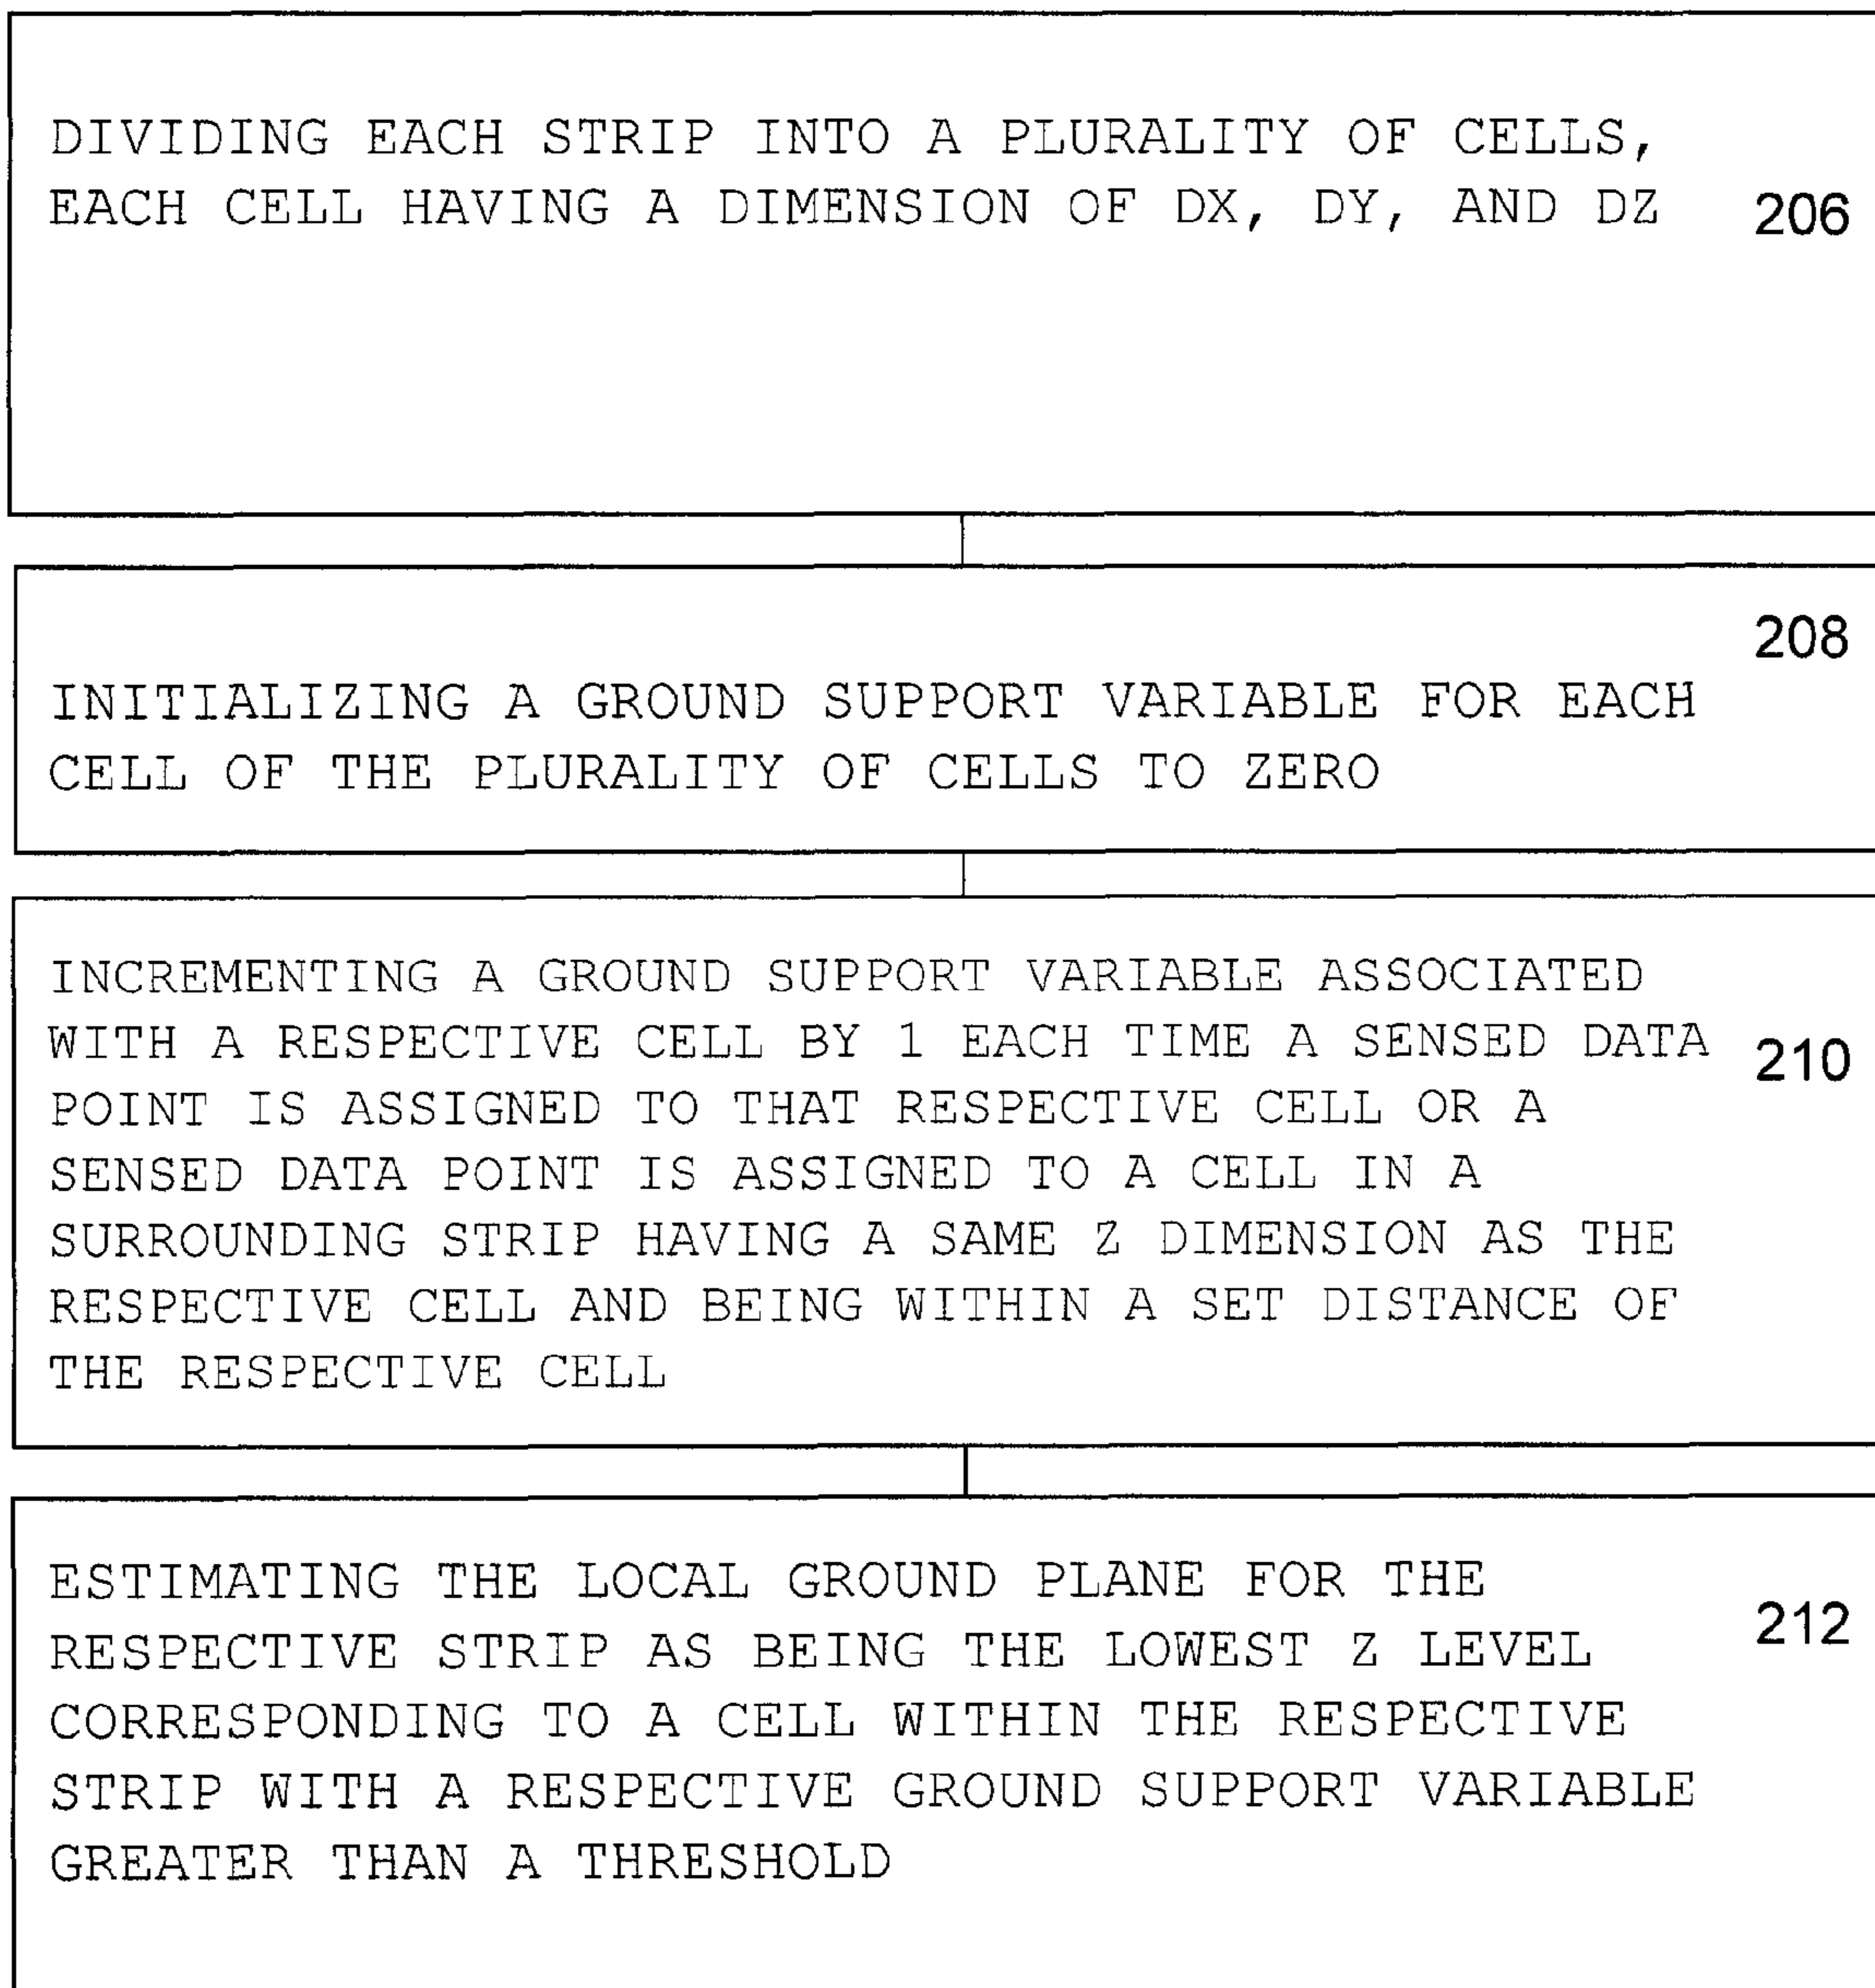 DIVIDING EACH STRIP INTO A PLURALITY OF CELLS,
EACH CELL HAVING A DIMENSION OF DX, DY, AND DZ 206
208
INITIALIZING A GROUND SUPPORT VARIABLE FOR EACH
CELL OF THE PLURALITY OF CELLS TO ZERO
INCREMENTING A GROUND SUPPORT VARIABLE ASSOCIATED
WITH A RESPECTIVE CELL BY 1 EACH TIME A SENSED DATA 210
POINT IS ASSIGNED TO THAT RESPECTIVE CELL OR A
SENSED DATA POINT IS ASSIGNED TO A CELL IN A
SURROUNDING STRIP HAVING A SAME Z DIMENSION AS THE
RESPECTIVE CELL AND BEING WITHIN A SET DISTANCE OF
THE RESPECTIVE CELL
ESTIMATING THE LOCAL GROUND PLANE FOR THE
RESPECTIVE STRIP AS BEING THE LOWEST Z LEVEL 212
CORRESPONDING TO A CELL WITHIN THE RESPECTIVE
STRIP WITH A RESPECTIVE GROUND SUPPORT VARIABLE
GREATER THAN A THRESHOLD